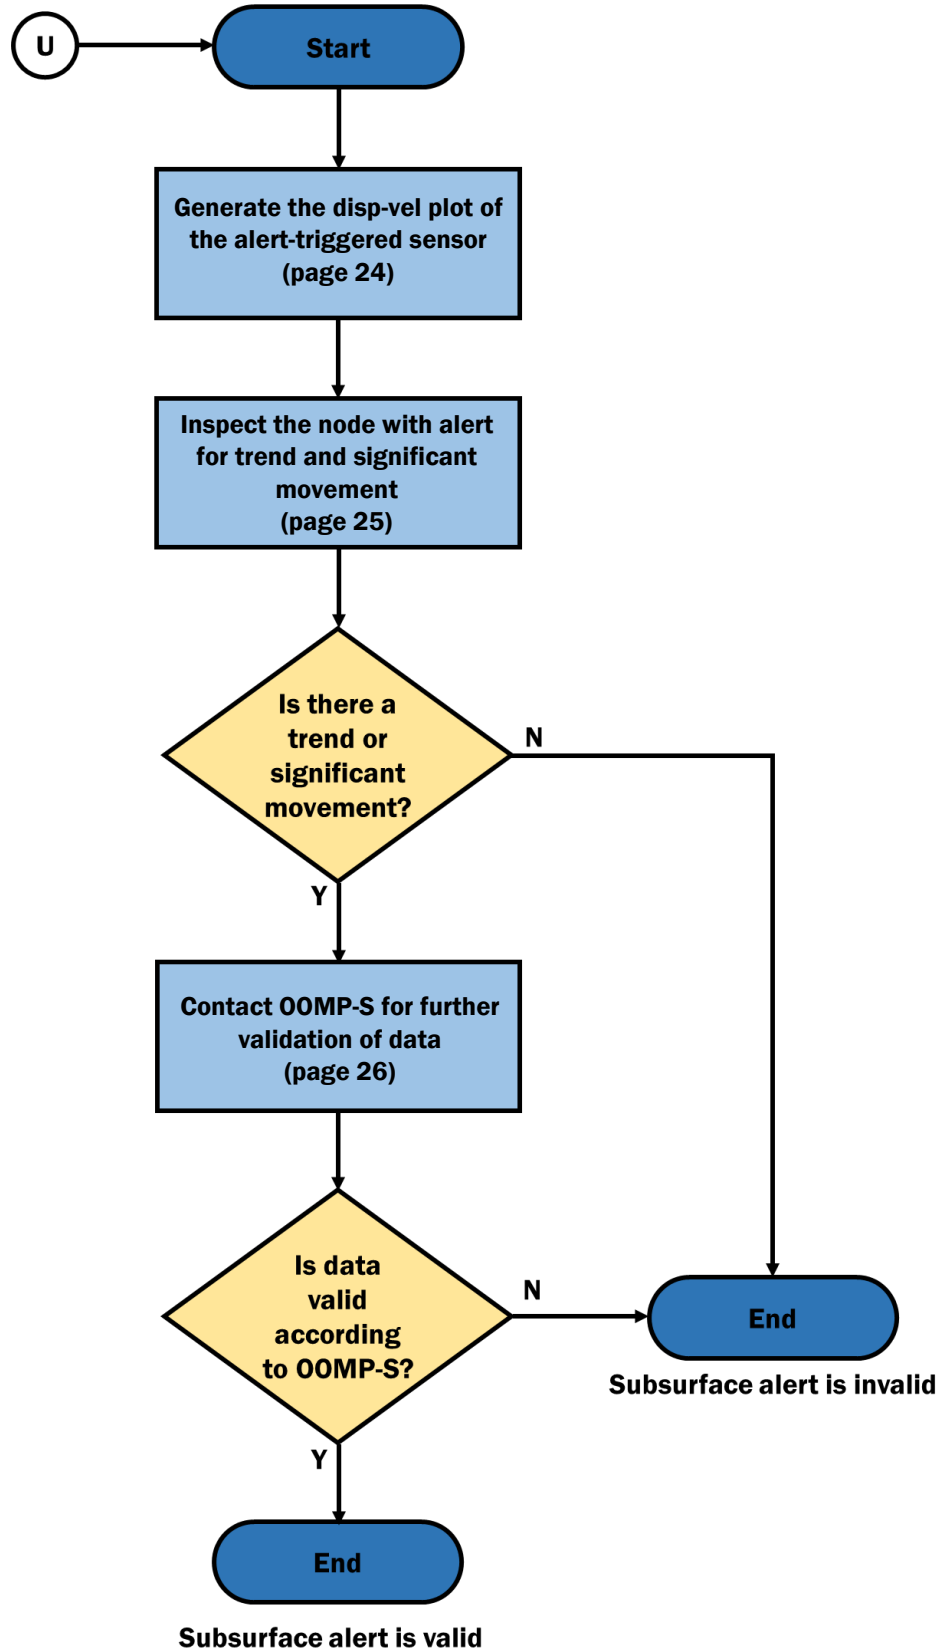 U
Start
Generate the disp-vel plot of
the alert-triggered sensor
(page 24)
Inspect the node with alert
for trend and significant
movement
(page 25)
Is there a
trend or
significant
movement?
N
Y
Contact OOMP-S for further
validation of data
(page 26)
Is data
valid
according
to OOMP-S?
N
End
Subsurface alert is invalid
Y
End
Subsurface alert is valid